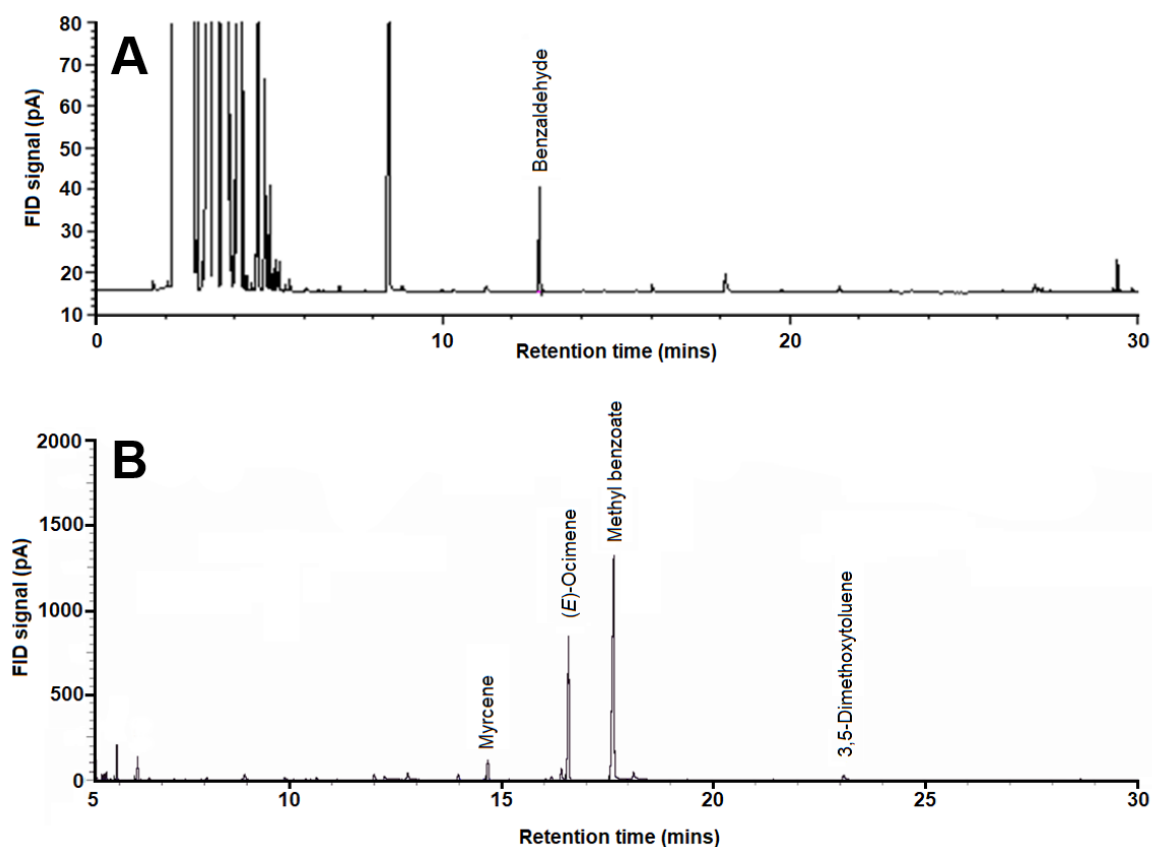 A
80
70
60
50
40
30
20
10
FID signal (pA)
Benzaldehyde
0 10 20 30
Retention time (mins)
B
2000
1500
1000
500
0
FID signal (pA)
Myrcene
(E)-Ocimene
Methyl benzoate
3,5-Dimethoxytoluene
5 10 15 20 25 30
Retention time (mins)